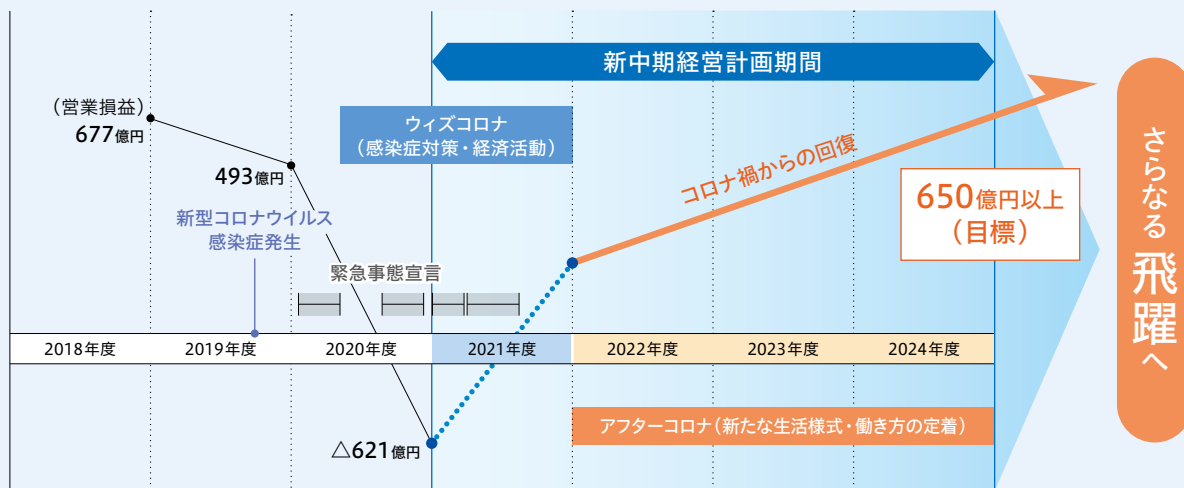 新中期経営計画期間
(営業損益)
677億円
ウィズコロナ
(感染症対策・経済活動)
493億円
コロナ禍からの回復
650億円以上
(目標)
新型コロナウイルス
感染症発生
緊急事態宣言
2018年度
2019年度
2020年度
2021年度
2022年度
2023年度
2024年度
アフターコロナ(新たな生活様式・働き方の定着)
△621億円
さらなる飛躍へ